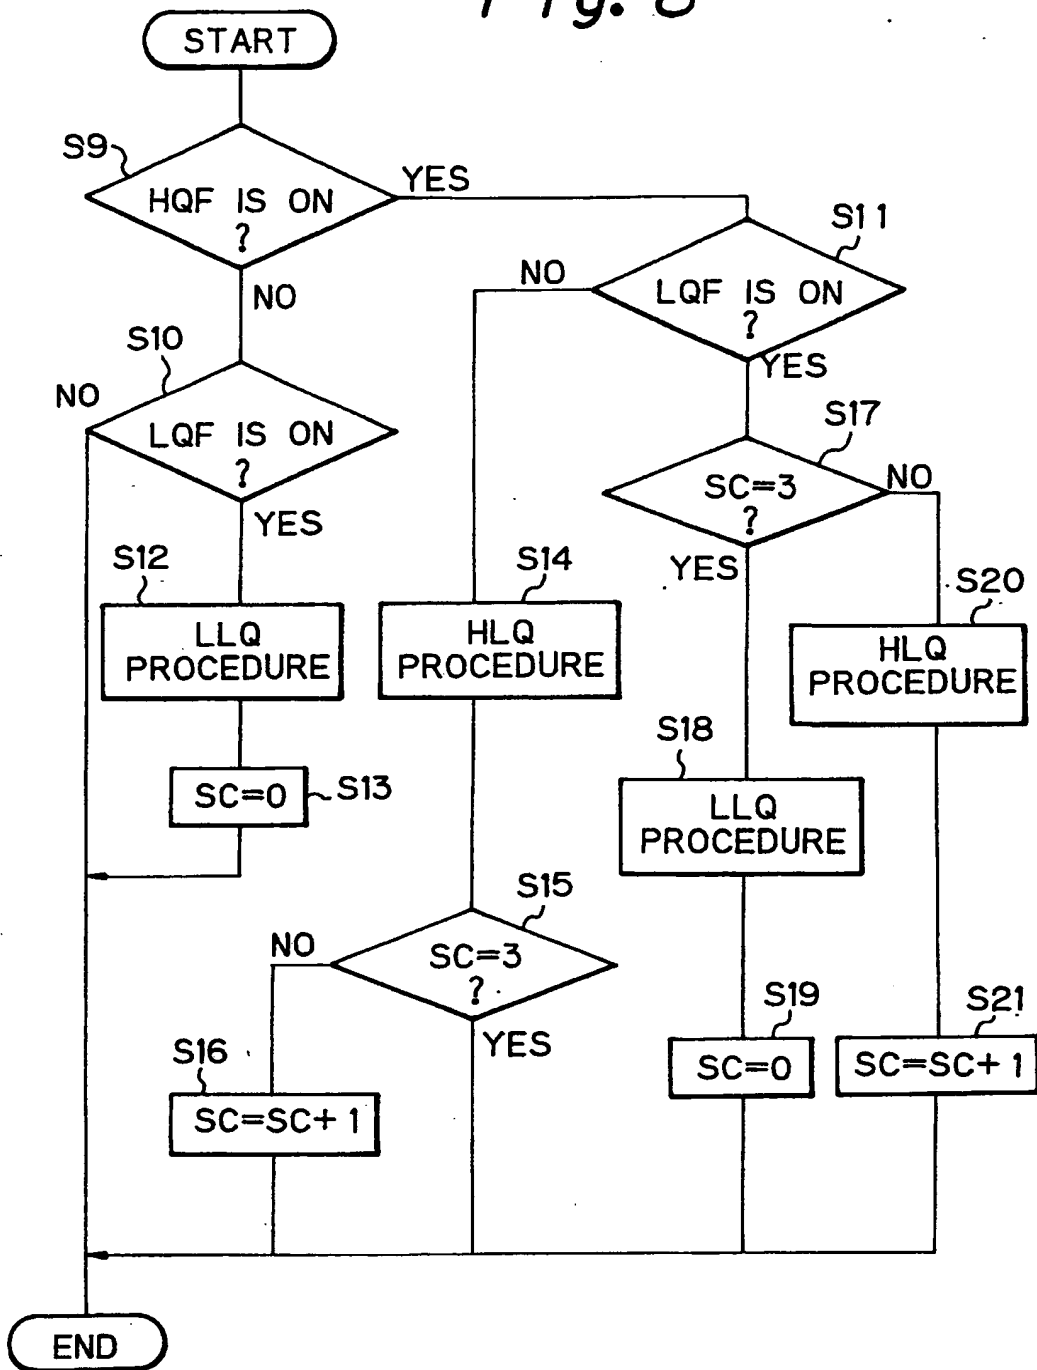 Fig. 8
START
S9
HQF IS ON
?
YES
NO
S11
LQF IS ON
?
NO
YES
S10
LQF IS ON
?
NO
YES
S17
SC=3
?
NO
YES
S12
LLQ
PROCEDURE
S14
HLQ
PROCEDURE
S20
HLQ
PROCEDURE
S13
SC=0
S18
LLQ
PROCEDURE
S15
SC=3
?
NO
YES
S16
SC=SC+1
S19
SC=0
S21
SC=SC+1
END